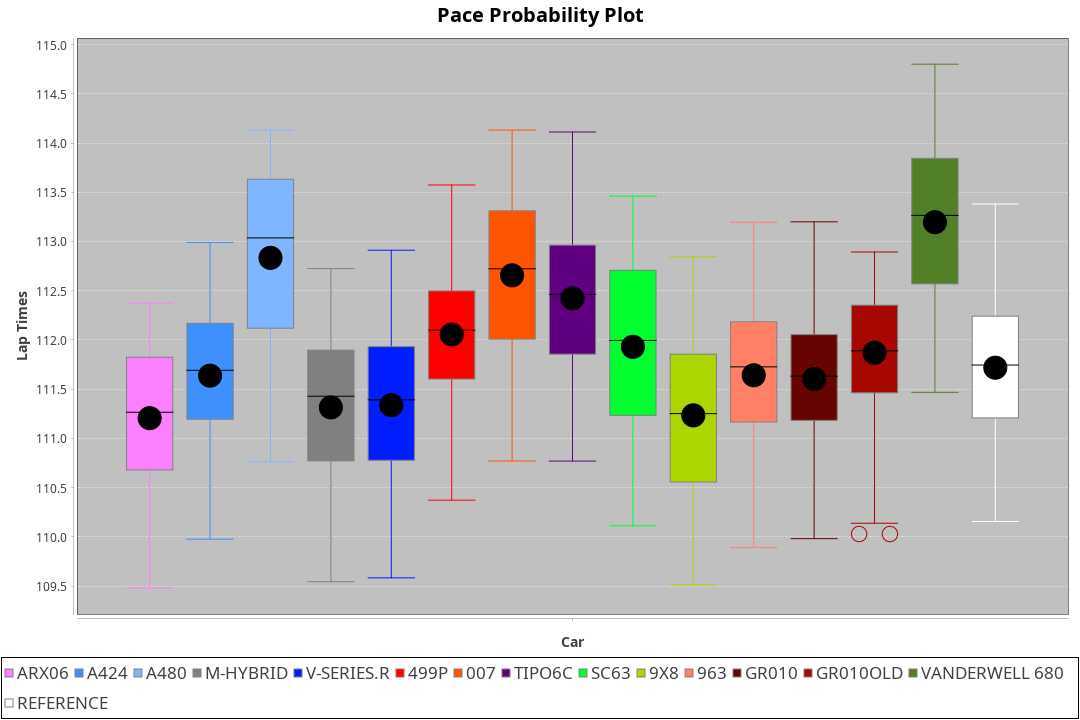 Pace Probability Plot
115.0
114.5
114.0
113.5
113.0
112.5
112.0
111.5
111.0
110.5
110.0
109.5
Lap Times
Car
ARX06 A424 A480 M-HYBRID V-SERIES.R 499P 007 TIPO6C SC63 9X8 963 GR010 GR010OLD VANDERWELL 680
REFERENCE